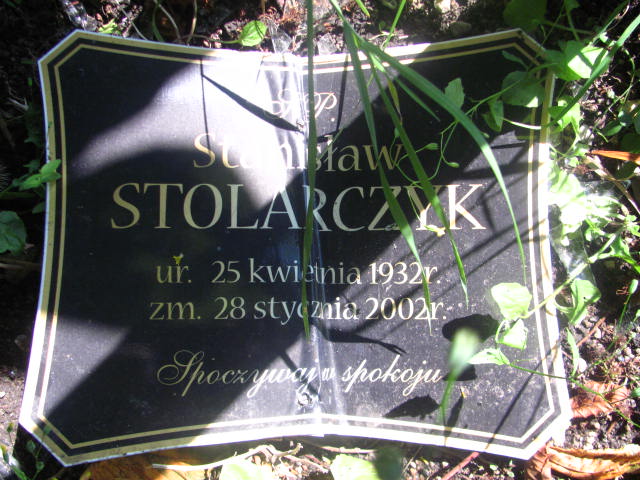 Ś.P.
Stanisław
STOLARCZYK
ur. 25 kwietnia 1932r.
zm. 28 stycznia 2002r.
Spoczywaj w spokoju